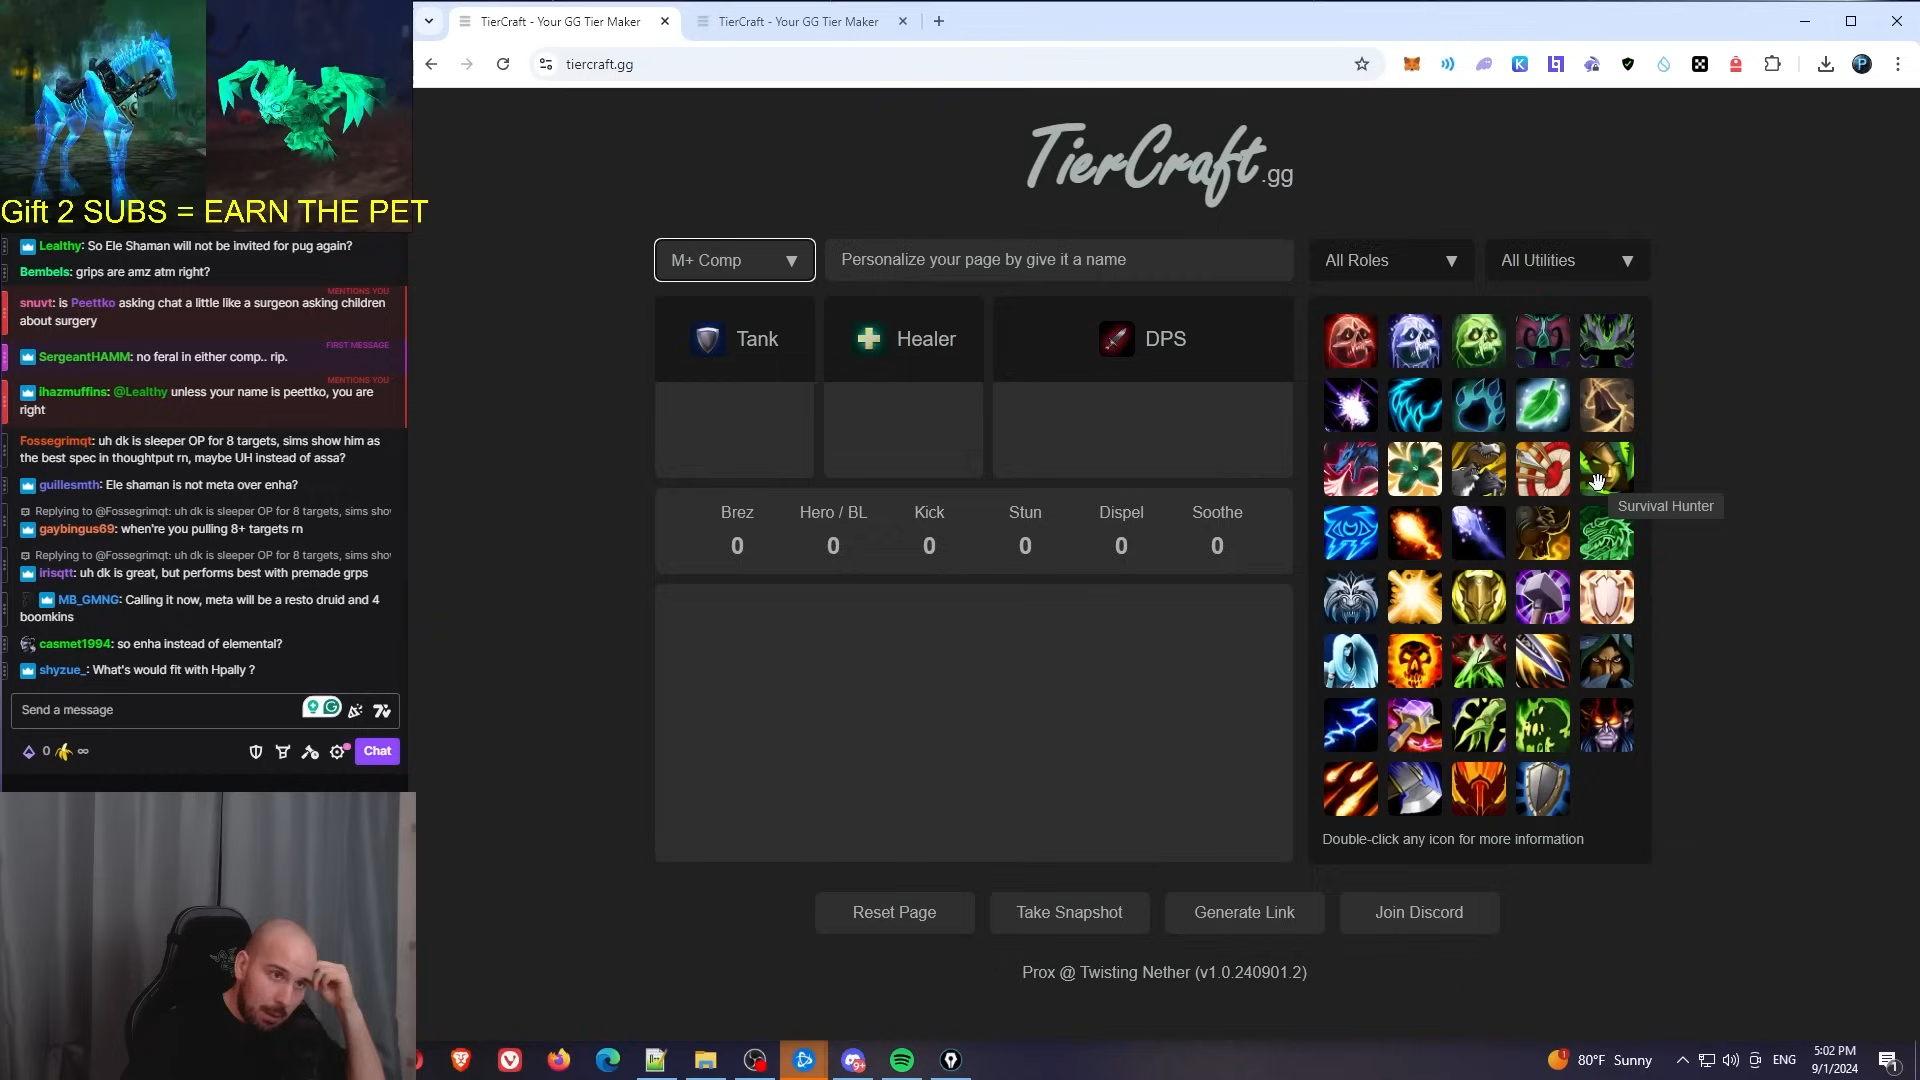 TierCraft - Your GG Tier Maker
TierCraft - Your GG Tier Maker
tiercraft.gg
Gift 2 SUBS = EARN THE PET
Lealthy: So Ele Shaman will not be invited for pug again?
Bembels: grips are amz atm right?
MENTIONS YOU
snuvt: is Peettko asking chat a little like a surgeon asking children
about surgery
FIRST MESSAGE
SergeantHAMM: no feral in either comp.. rip.
MENTIONS YOU
ihazmuffins: @Lealthy unless your name is peettko, you are
right
Fossegrimqt: uh dk is sleeper OP for 8 targets, sims show him as
the best spec in thoughtput rn, maybe UH instead of assa?
guillesmth: Ele shaman is not meta over enha?
Replying to @Fossegrimqt: uh dk is sleeper OP for 8 targets, sims sho
gaybingus69: when're you pulling 8+ targets rn
Replying to @Fossegrimqt: uh dk is sleeper OP for 8 targets, sims sho
irisqtt: uh dk is great, but performs best with premade grps
MB_GMNG: Calling it now, meta will be a resto druid and 4
boomkins
casmet1994: so enha instead of elemental?
shyzue_: What's would fit with Hpally ?
Send a message
0 ∞
Chat
TierCraft.gg
M+ Comp
Personalize your page by give it a name
All Roles
All Utilities
Tank
Healer
DPS
Brez Hero / BL Kick Stun Dispel Soothe
0 0 0 0 0 0
Survival Hunter
Double-click any icon for more information
Reset Page
Take Snapshot
Generate Link
Join Discord
Prox @ Twisting Nether (v1.0.240901.2)
80°F Sunny
ENG
5:02 PM
9/1/2024